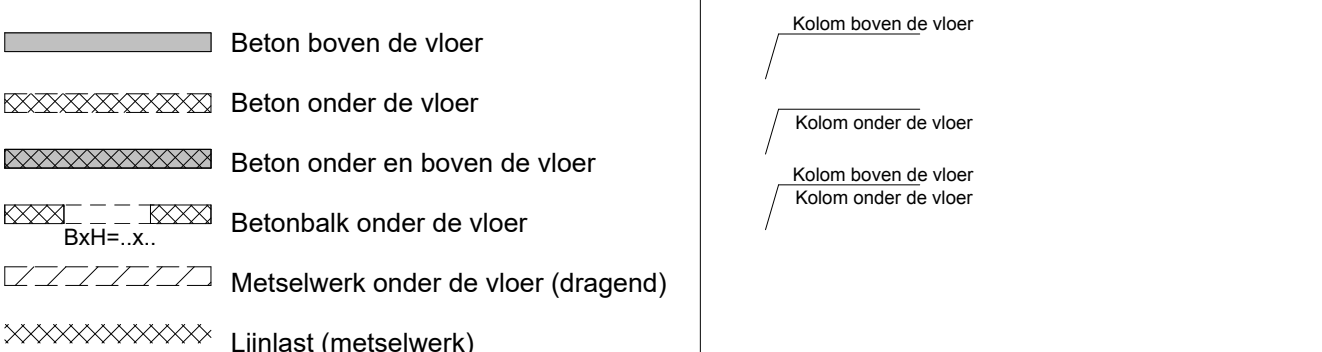 Beton boven de vloer
Beton onder de vloer
Beton onder en boven de vloer
Betonbalk onder de vloer
BxH=..x..
Metselwerk onder de vloer (dragend)
Lijnlast (metselwerk)
Kolom boven de vloer
Kolom onder de vloer
Kolom boven de vloer
Kolom onder de vloer